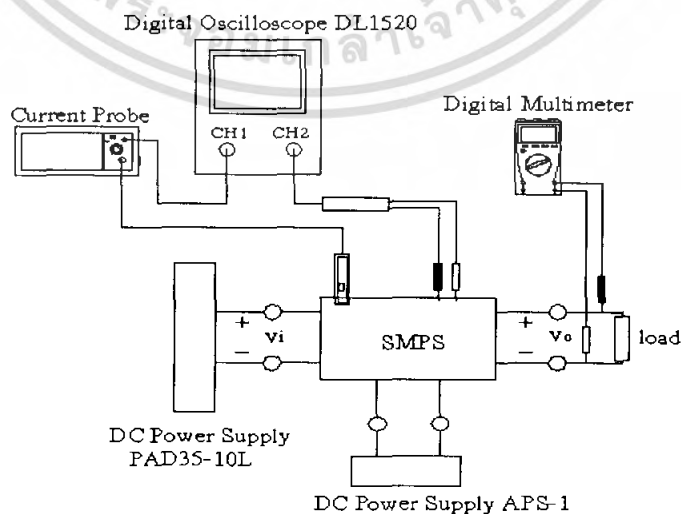 Digital Oscilloscope DL1520
Current Probe
Digital Multimeter
CH1 CH2
+ Vi −
SMPS
+ Vo −
load
DC Power Supply
PAD35-10L
DC Power Supply APS-1